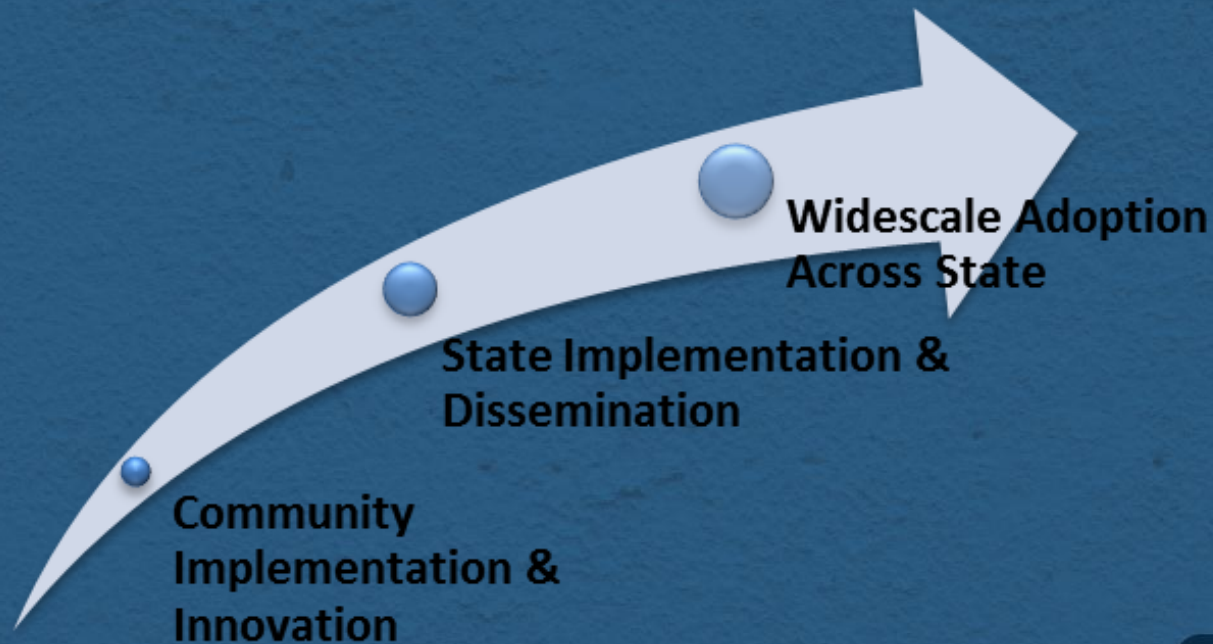 Widescale Adoption
Across State
State Implementation &
Dissemination
Community
Implementation &
Innovation